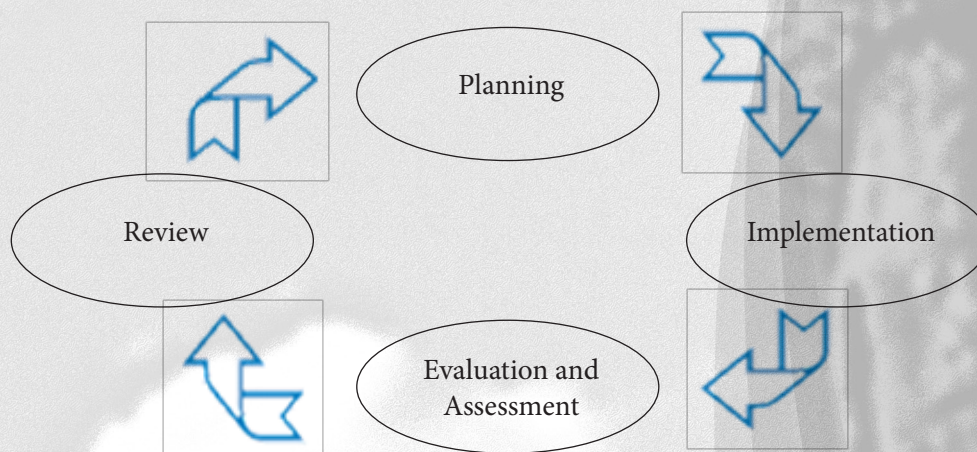 Planning
Review
Implementation
Evaluation and
Assessment